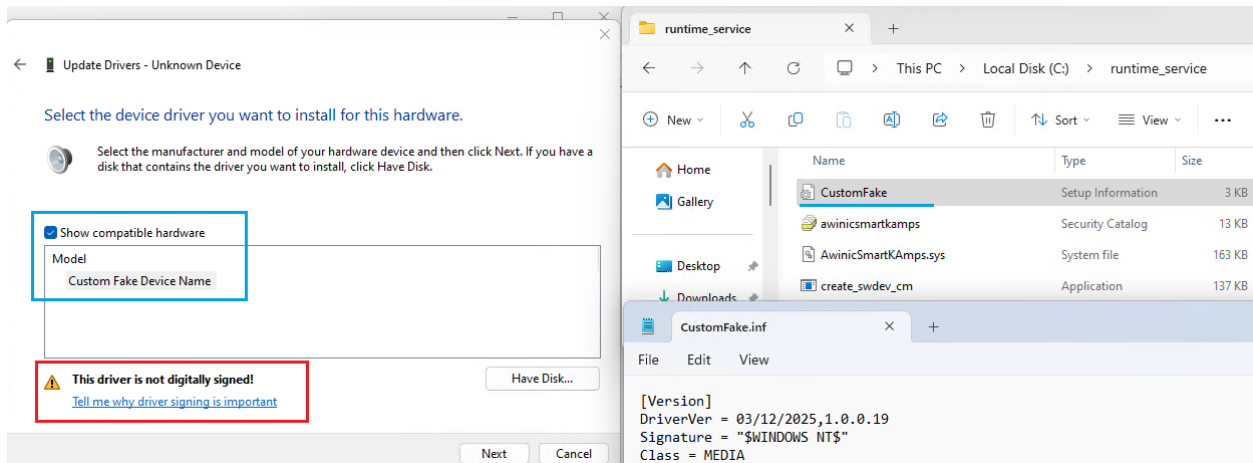 Update Drivers - Unknown Device
Select the device driver you want to install for this hardware.
Select the manufacturer and model of your hardware device and then click Next. If you have a
disk that contains the driver you want to install, click Have Disk.
Show compatible hardware
Model
Custom Fake Device Name
This driver is not digitally signed!
Tell me why driver signing is important
Have Disk...
Next
Cancel
runtime_service
This PC > Local Disk (C:) > runtime_service
New
Sort
View
Home
Gallery
Desktop
Downloads
Name Type Size
CustomFake Setup Information 3 KB
awinicsmartkamps Security Catalog 13 KB
AwinicSmartKAmps.sys System file 163 KB
create_swdev_cm Application 137 KB
CustomFake.inf
File Edit View
[Version]
DriverVer = 03/12/2025,1.0.0.19
Signature = "$WINDOWS NT$"
Class = MEDIA